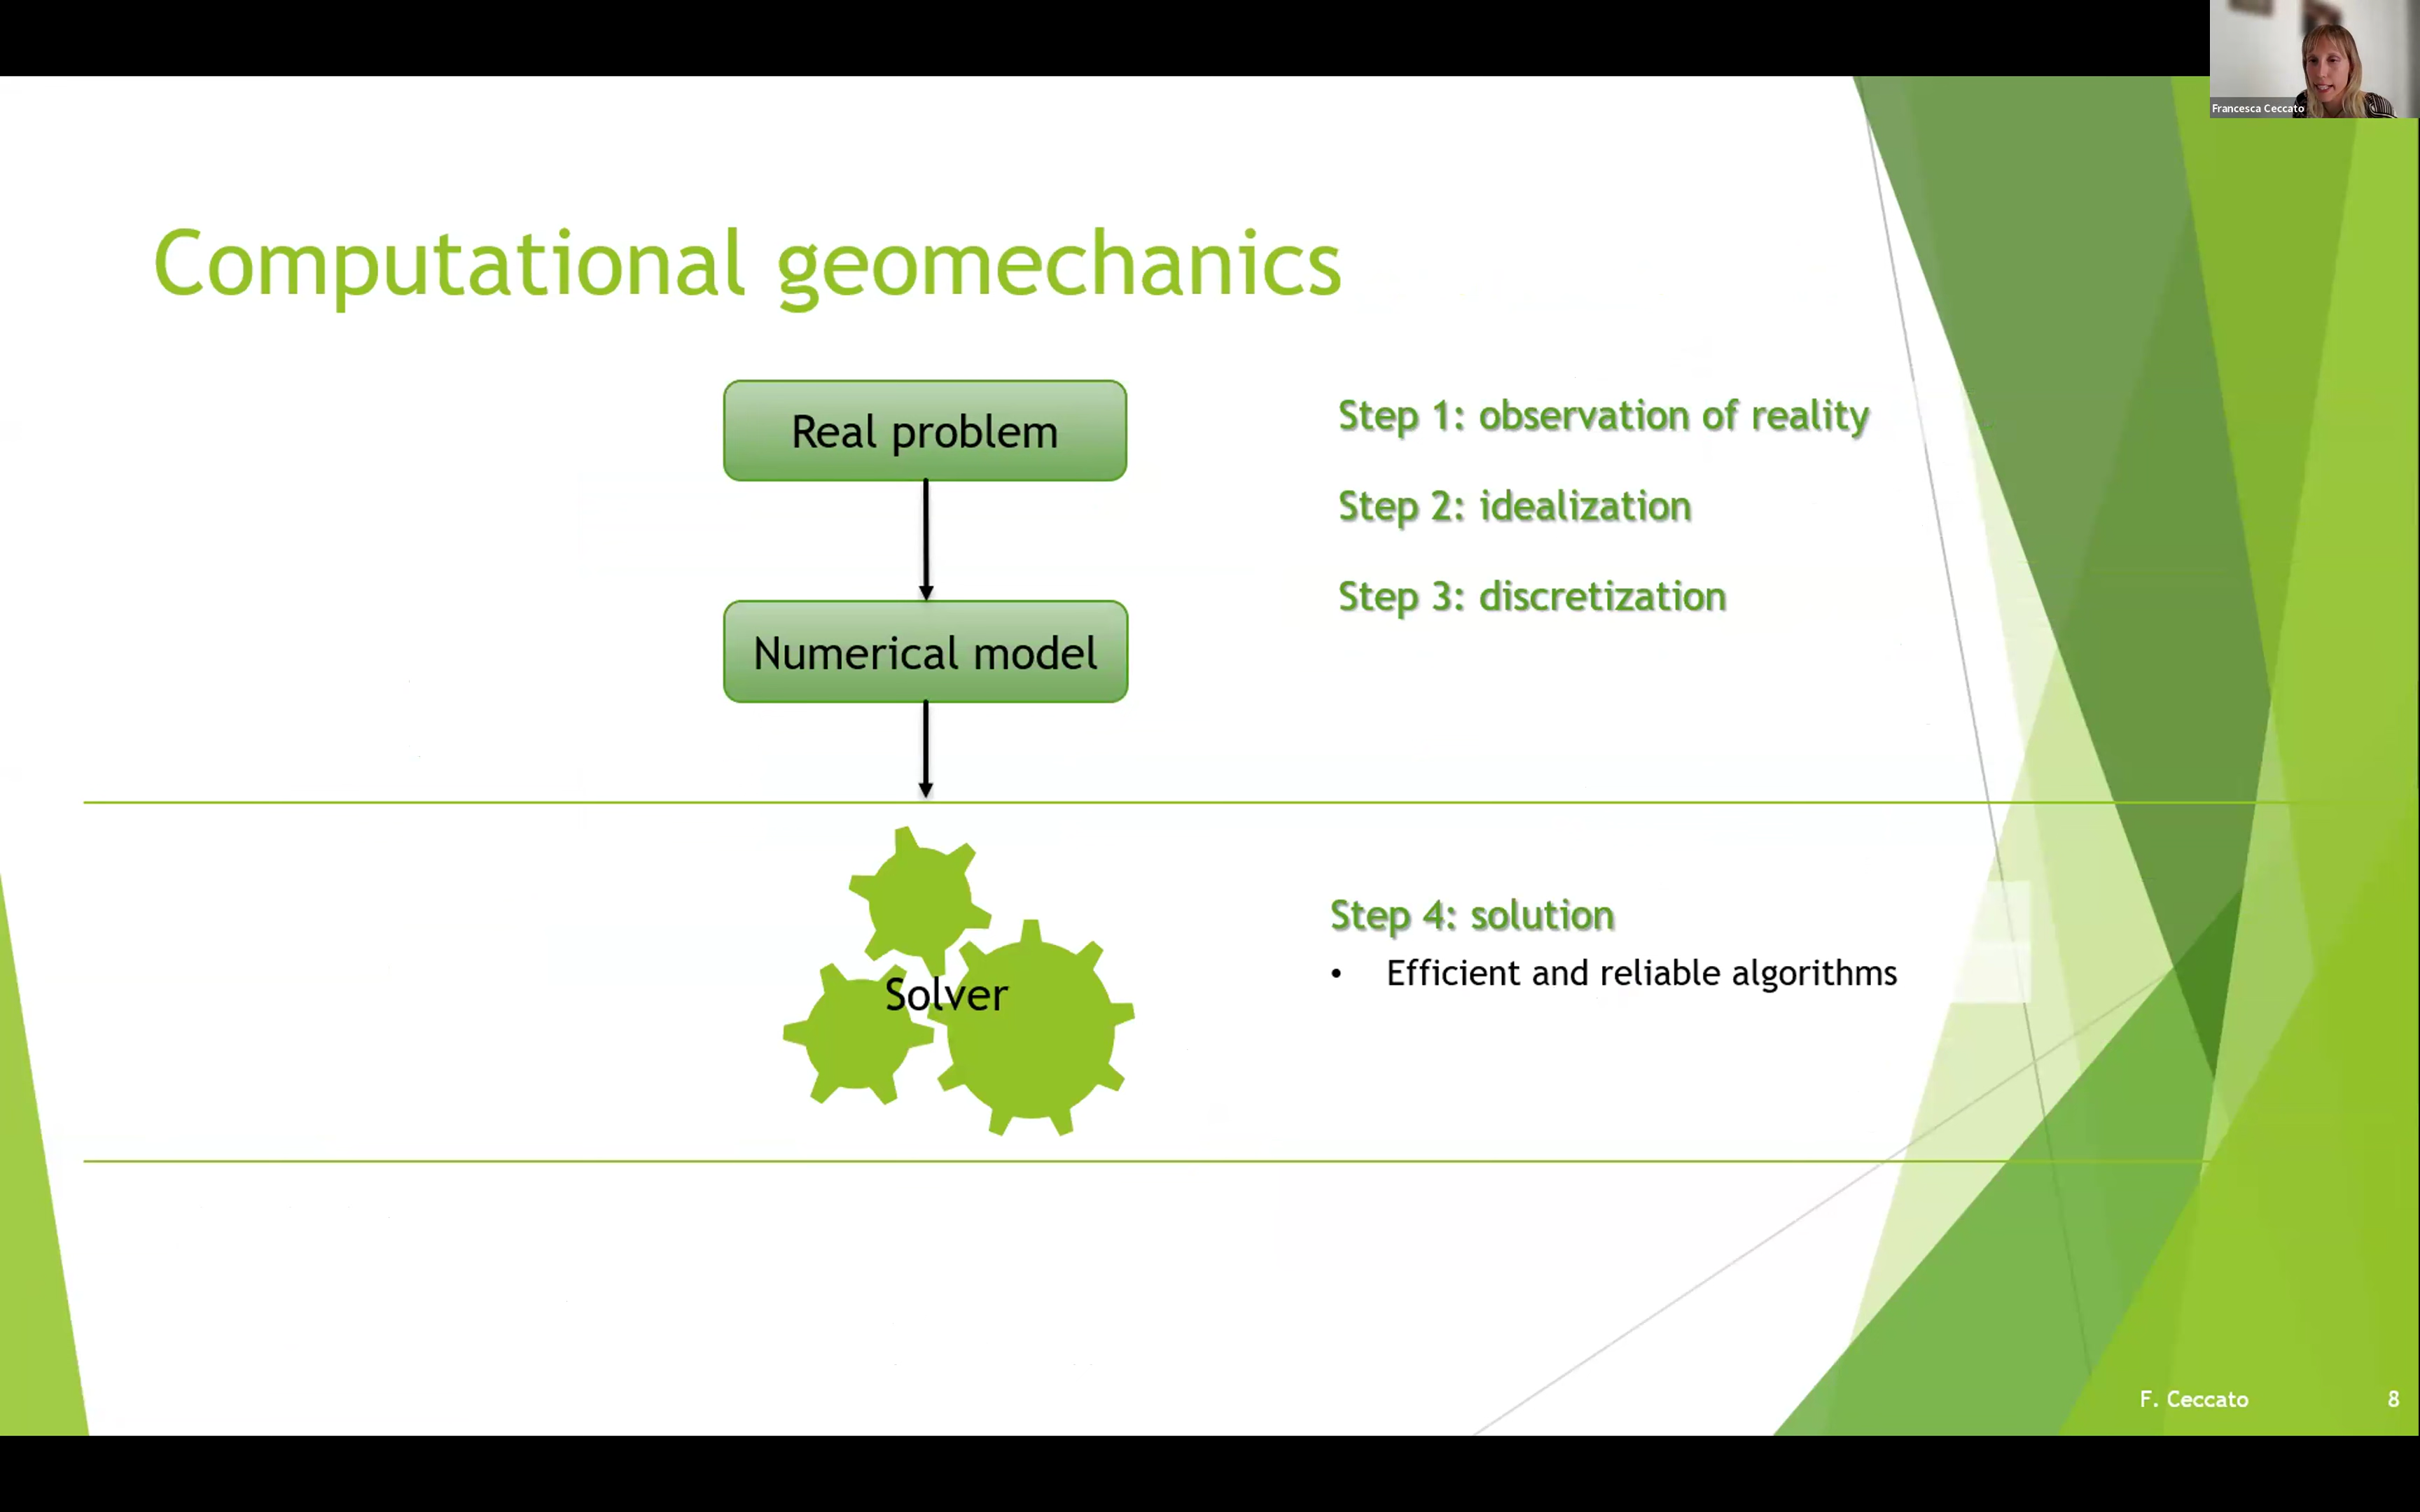 Francesca Ceccato
Computational geomechanics
Real problem
Step 1: observation of reality
Step 2: idealization
Step 3: discretization
Numerical model
Solver
Step 4: solution
• Efficient and reliable algorithms
F. Ceccato 8